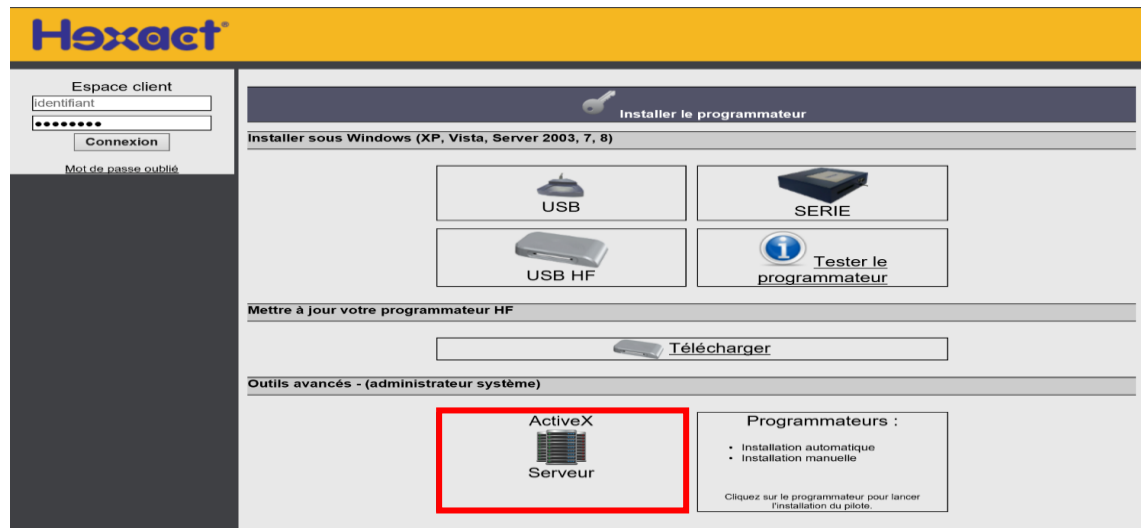 Hexact
Espace client
identifiant
Connexion
Mot de passe oublié
Installer le programmateur
Installer sous Windows (XP, Vista, Server 2003, 7, 8)
USB
SERIE
USB HF
Tester le
programmateur
Mettre à jour votre programmateur HF
Télécharger
Outils avancés - (administrateur système)
ActiveX
Serveur
Programmateurs :
• Installation automatique
• Installation manuelle
Cliquez sur le programmateur pour lancer
l'installation du pilote.